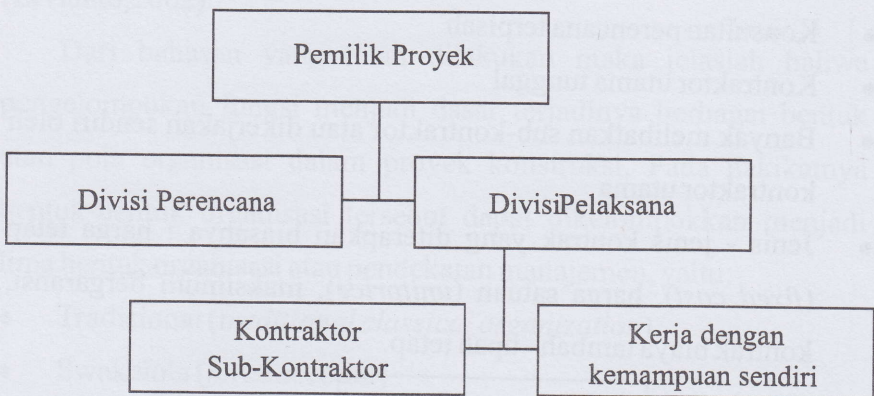 Pemilik Proyek
Divisi Perencana
DivisiPelaksana
Kontraktor
Sub-Kontraktor
Kerja dengan
kemampuan sendiri